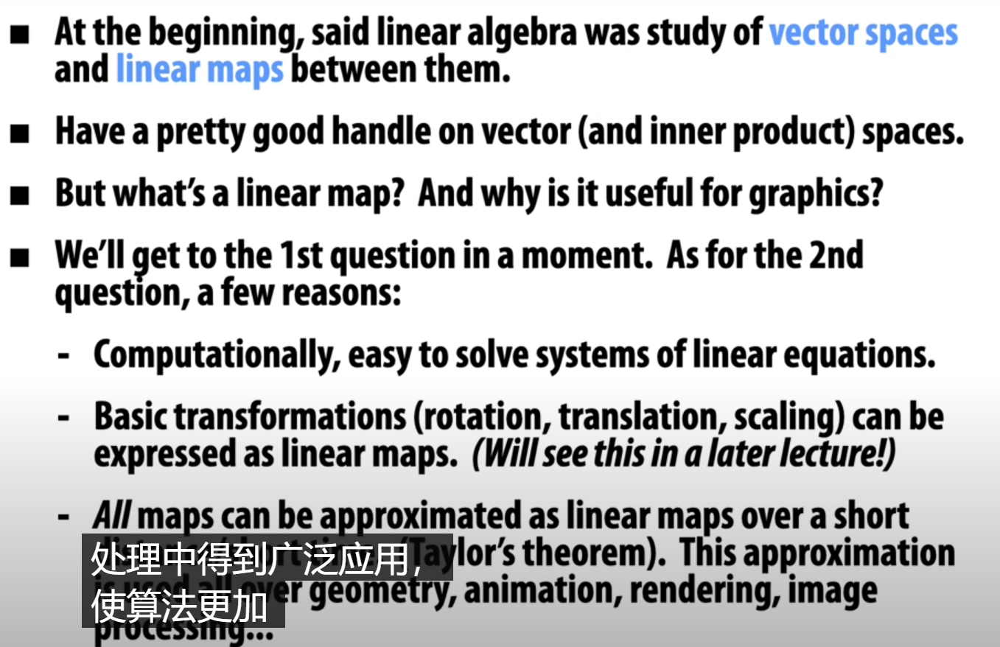 ■ At the beginning, said linear algebra was study of vector spaces
and linear maps between them.
■ Have a pretty good handle on vector (and inner product) spaces.
■ But what's a linear map? And why is it useful for graphics?
■ We'll get to the 1st question in a moment. As for the 2nd
question, a few reasons:
- Computationally, easy to solve systems of linear equations.
- Basic transformations (rotation, translation, scaling) can be
expressed as linear maps. (Will see this in a later lecture!)
- All maps can be approximated as linear maps over a short
(Taylor's theorem). This approximation
is used all over geometry, animation, rendering, image
processing...
处理中得到广泛应用，
使算法更加